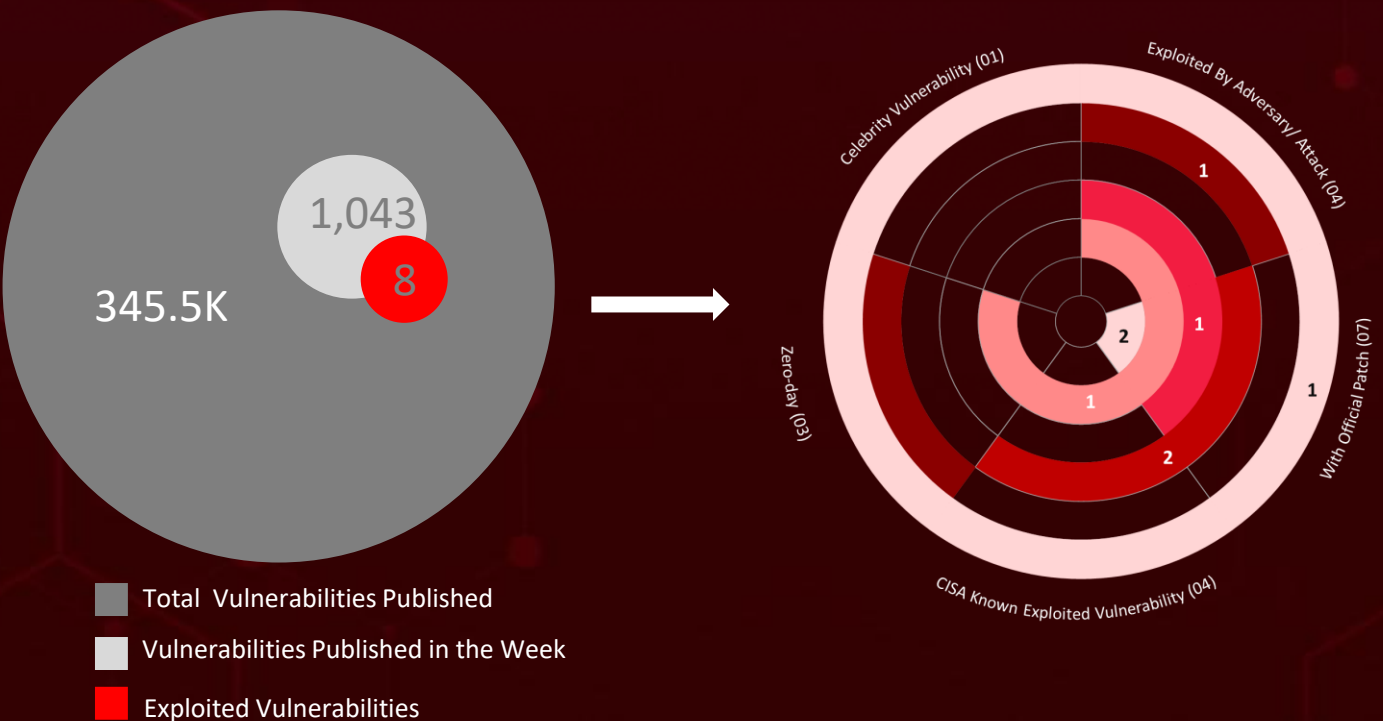 1,043
8
345.5K
Total  Vulnerabilities Published
Vulnerabilities Published in the Week
Exploited Vulnerabilities
Celebrity Vulnerability (01)
Exploited By Adversary/ Attack (04)
With Official Patch (07)
CISA Known Exploited Vulnerability (04)
Zero-day (03)
1
1
2
1
1
2